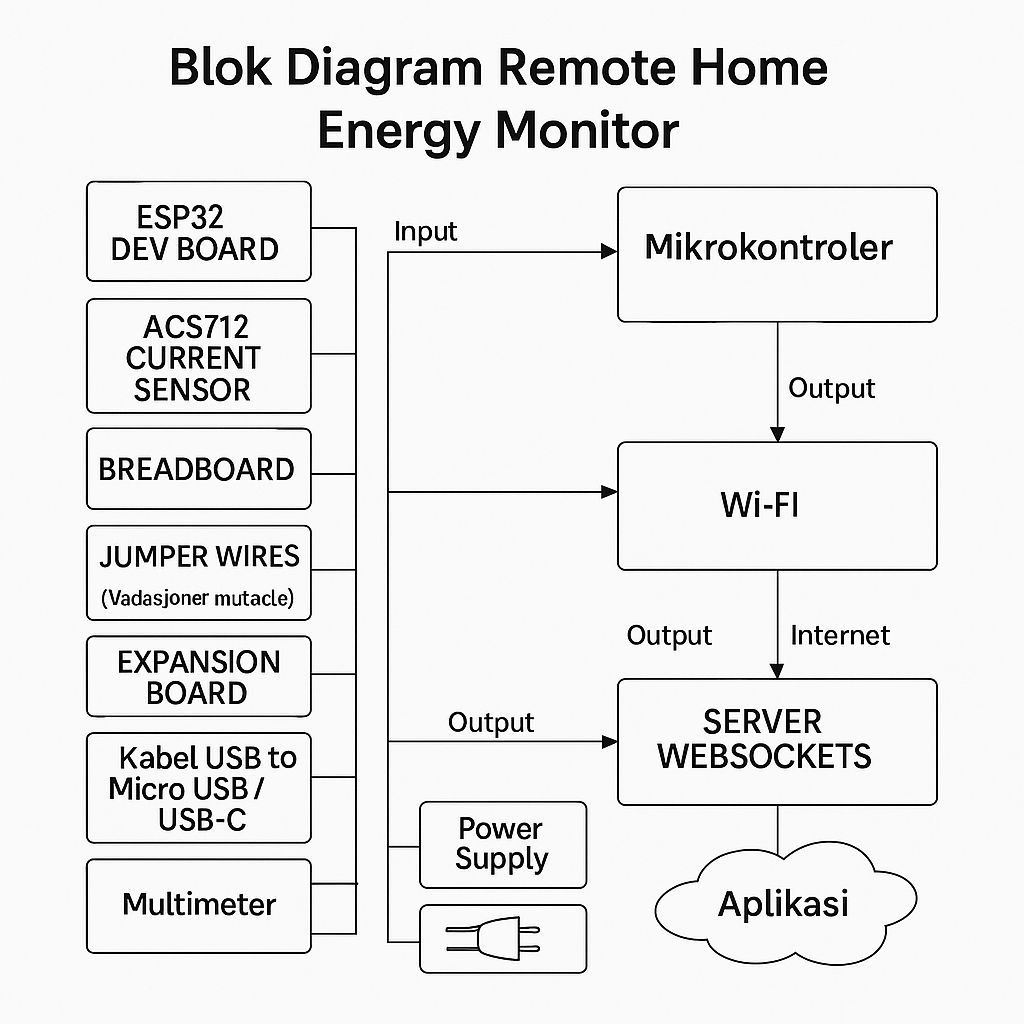 Blok Diagram Remote Home
Energy Monitor
ESP32
DEV BOARD
ACS712
CURRENT
SENSOR
BREADBOARD
JUMPER WIRES
(Vadasjoner mutacle)
EXPANSION
BOARD
Kabel USB to
Micro USB /
USB-C
Multimeter
Input
Mikrokontroler
Output
Wi-FI
Output
Internet
Output
SERVER
WEBSOCKETS
Power
Supply
Aplikasi